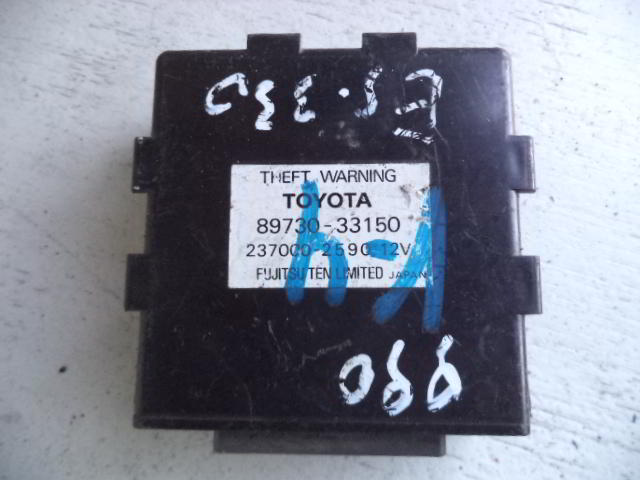 THEFT WARNING
TOYOTA
89730-33150
237000-2590 12V
FUJITSU TEN LIMITED JAPAN